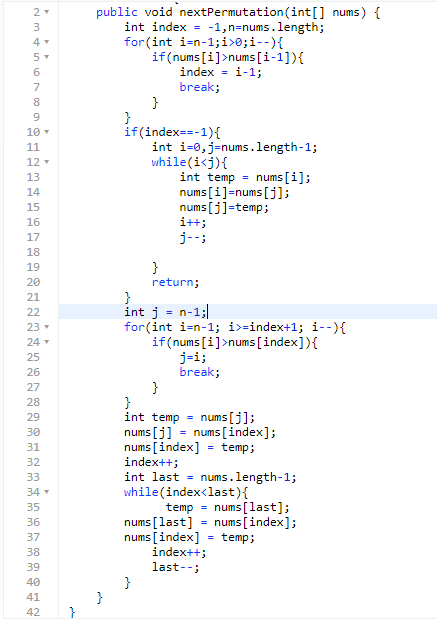 2 public void nextPermutation(int[] nums) {
3 int index = -1,n=nums.length;
4 for(int i=n-1;i>0;i--){
5 if(nums[i]>nums[i-1]){
6 index = i-1;
7 break;
8 }
9 }
10 if(index==-1){
11 int i=0,j=nums.length-1;
12 while(i<j){
13 int temp = nums[i];
14 nums[i]=nums[j];
15 nums[j]=temp;
16 i++;
17 j--;
18
19 }
20 return;
21 }
22 int j = n-1;
23 for(int i=n-1; i>=index+1; i--){
24 if(nums[i]>nums[index]){
25 j=i;
26 break;
27 }
28 }
29 int temp = nums[j];
30 nums[j] = nums[index];
31 nums[index] = temp;
32 index++;
33 int last = nums.length-1;
34 while(index<last){
35 temp = nums[last];
36 nums[last] = nums[index];
37 nums[index] = temp;
38 index++;
39 last--;
40 }
41 }
42 }